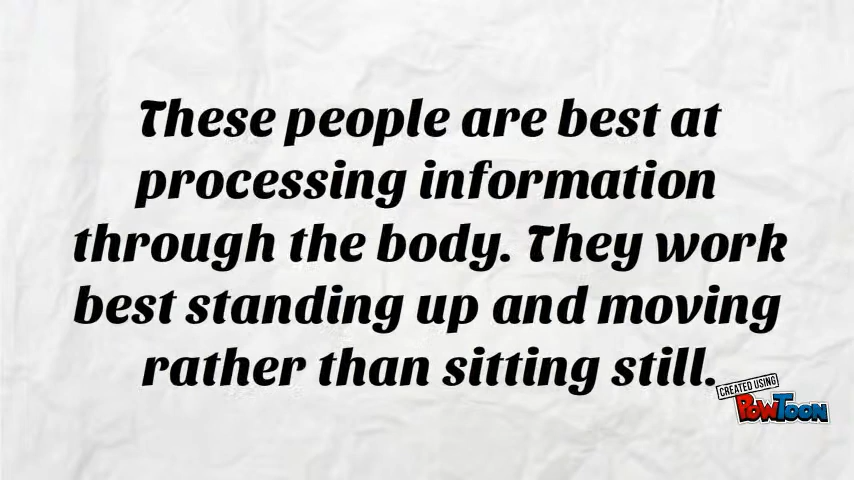 These people are best at
processing information
through the body. They work
best standing up and moving
rather than sitting still.
CREATED USING
POWTOON